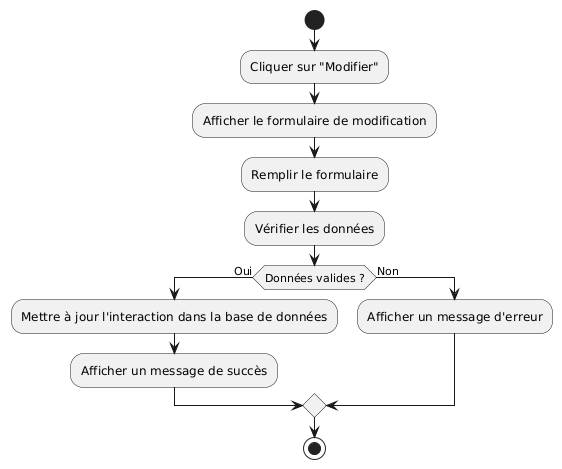 Cliquer sur "Modifier"
Afficher le formulaire de modification
Remplir le formulaire
Vérifier les données
Oui
Données valides ?
Non
Mettre à jour l'interaction dans la base de données
Afficher un message d'erreur
Afficher un message de succès